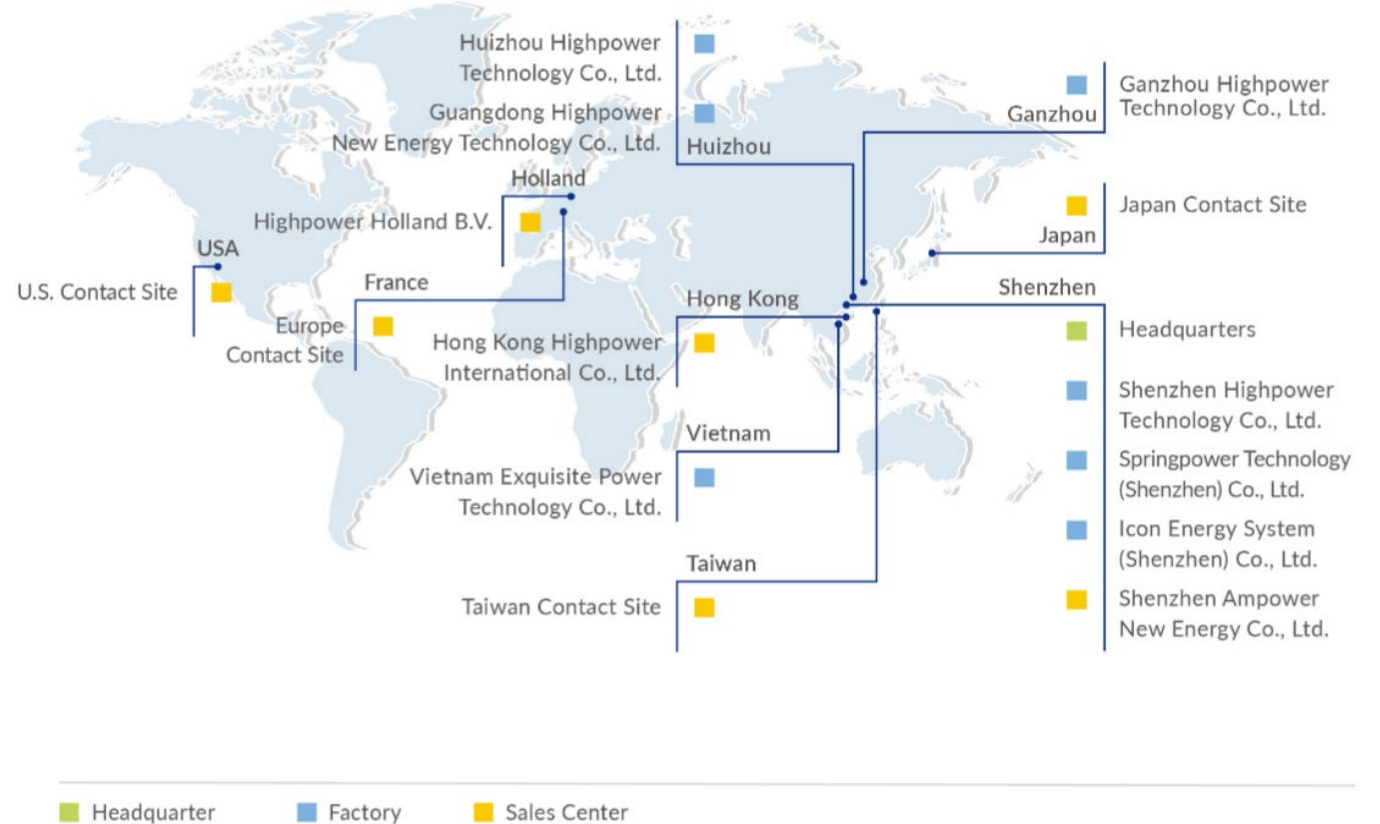 Huizhou Highpower
Technology Co., Ltd.
Guangdong Highpower
New Energy Technology Co., Ltd.
Huizhou
Ganzhou
Ganzhou Highpower
Technology Co., Ltd.
Holland
Highpower Holland B.V.
Japan Contact Site
Japan
USA
U.S. Contact Site
France
Europe
Contact Site
Hong Kong
Hong Kong Highpower
International Co., Ltd.
Shenzhen
Headquarters
Shenzhen Highpower
Technology Co., Ltd.
Springpower Technology
(Shenzhen) Co., Ltd.
Icon Energy System
(Shenzhen) Co., Ltd.
Shenzhen Ampower
New Energy Co., Ltd.
Vietnam
Vietnam Exquisite Power
Technology Co., Ltd.
Taiwan
Taiwan Contact Site
Headquarter
Factory
Sales Center